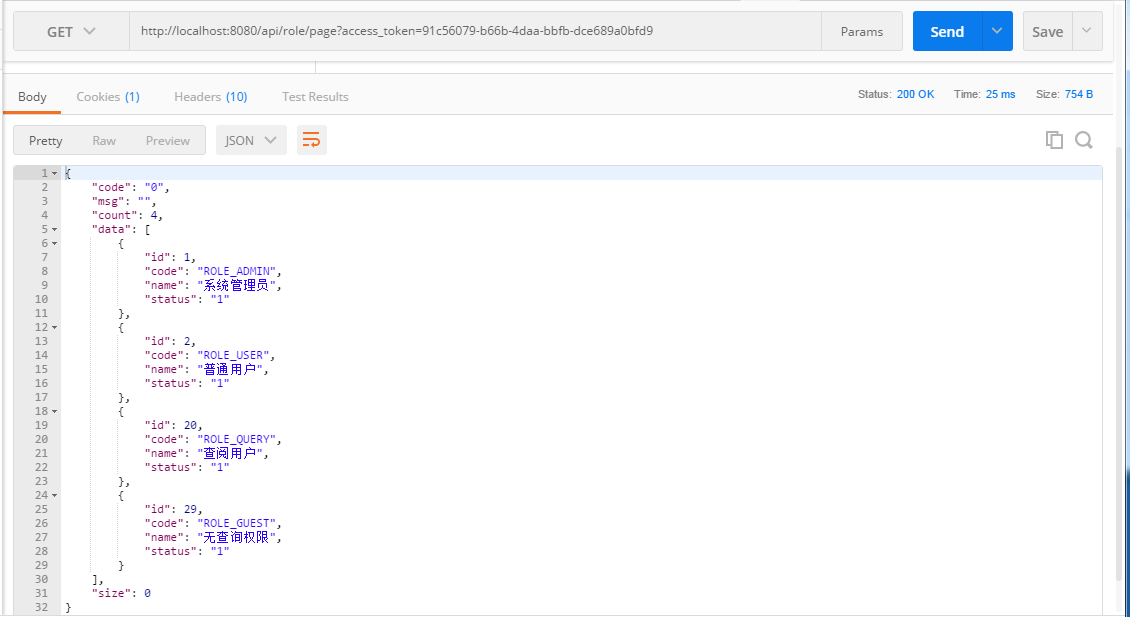 GET http://localhost:8080/api/role/page?access_token=91c56079-b66b-4daa-bbfb-dce689a0bfd9 Params Send Save
Body Cookies (1) Headers (10) Test Results Status: 200 OK Time: 25 ms Size: 754 B
Pretty Raw Preview JSON
1 {
2 "code": "0",
3 "msg": "",
4 "count": 4,
5 "data": [
6 {
7 "id": 1,
8 "code": "ROLE_ADMIN",
9 "name": "系统管理员",
10 "status": "1"
11 },
12 {
13 "id": 2,
14 "code": "ROLE_USER",
15 "name": "普通用户",
16 "status": "1"
17 },
18 {
19 "id": 20,
20 "code": "ROLE_QUERY",
21 "name": "查阅用户",
22 "status": "1"
23 },
24 {
25 "id": 29,
26 "code": "ROLE_GUEST",
27 "name": "无查询权限",
28 "status": "1"
29 }
30 ],
31 "size": 0
32 }